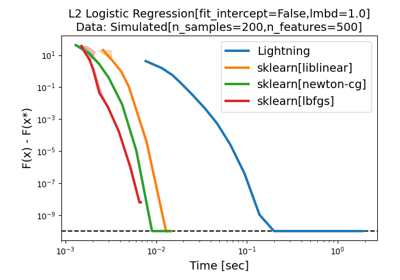 L2 Logistic Regression[fit_intercept=False,lmbd=1.0]
Data: Simulated[n_samples=200,n_features=500]
F(x) - F(x*)
10¹
10⁻¹
10⁻³
10⁻⁵
10⁻⁷
10⁻⁹
Lightning
sklearn[liblinear]
sklearn[newton-cg]
sklearn[lbfgs]
10⁻³
10⁻²
10⁻¹
10⁰
Time [sec]